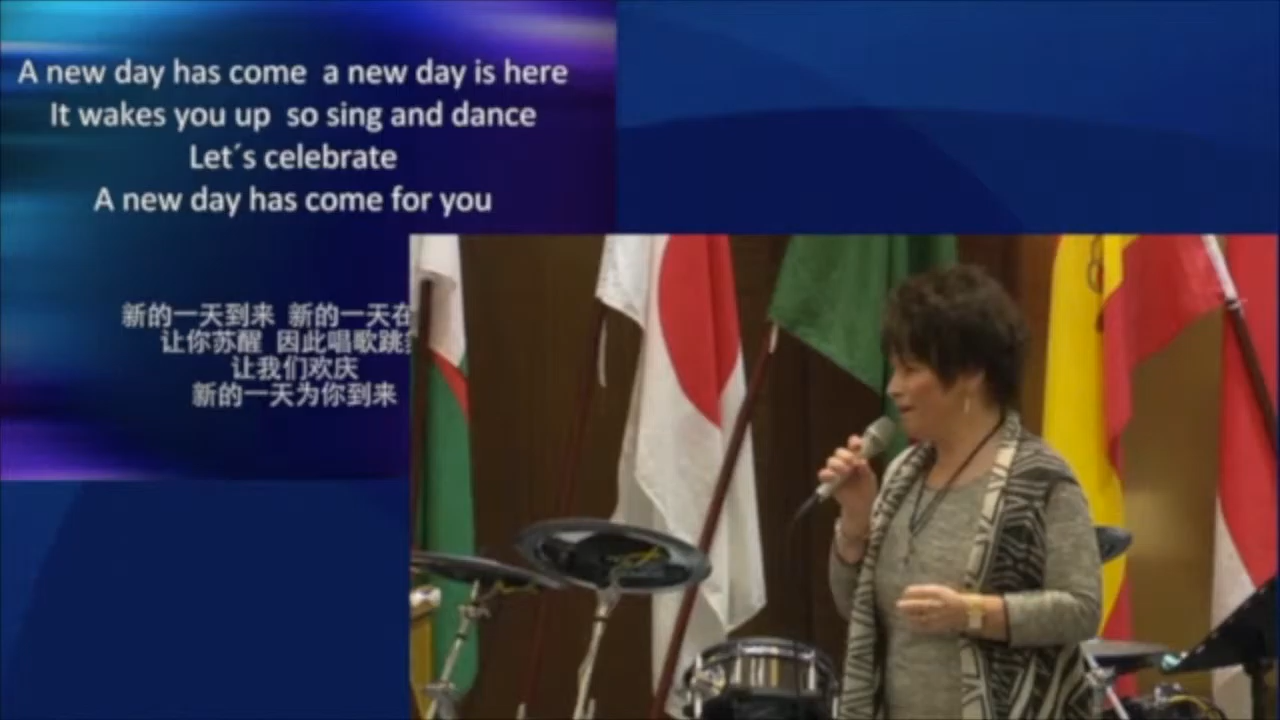 A new day has come a new day is here
It wakes you up so sing and dance
Let´s celebrate
A new day has come for you
新的一天到来 新的一天在
让你苏醒 因此唱歌跳
让我们欢庆
新的一天为你到来